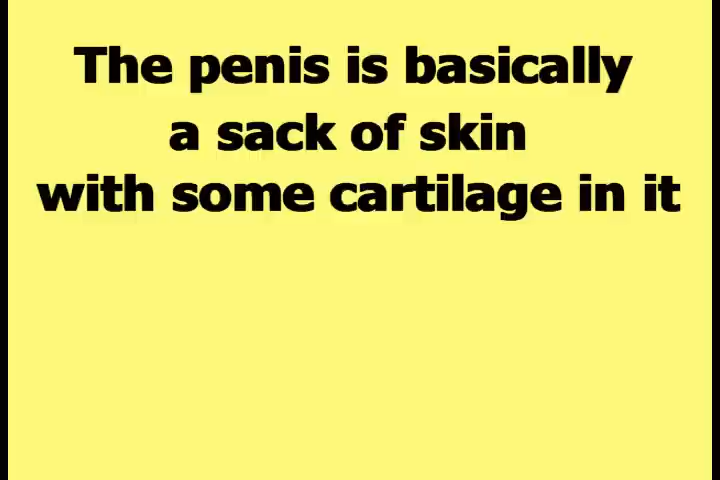 The penis is basically
a sack of skin
with some cartilage in it